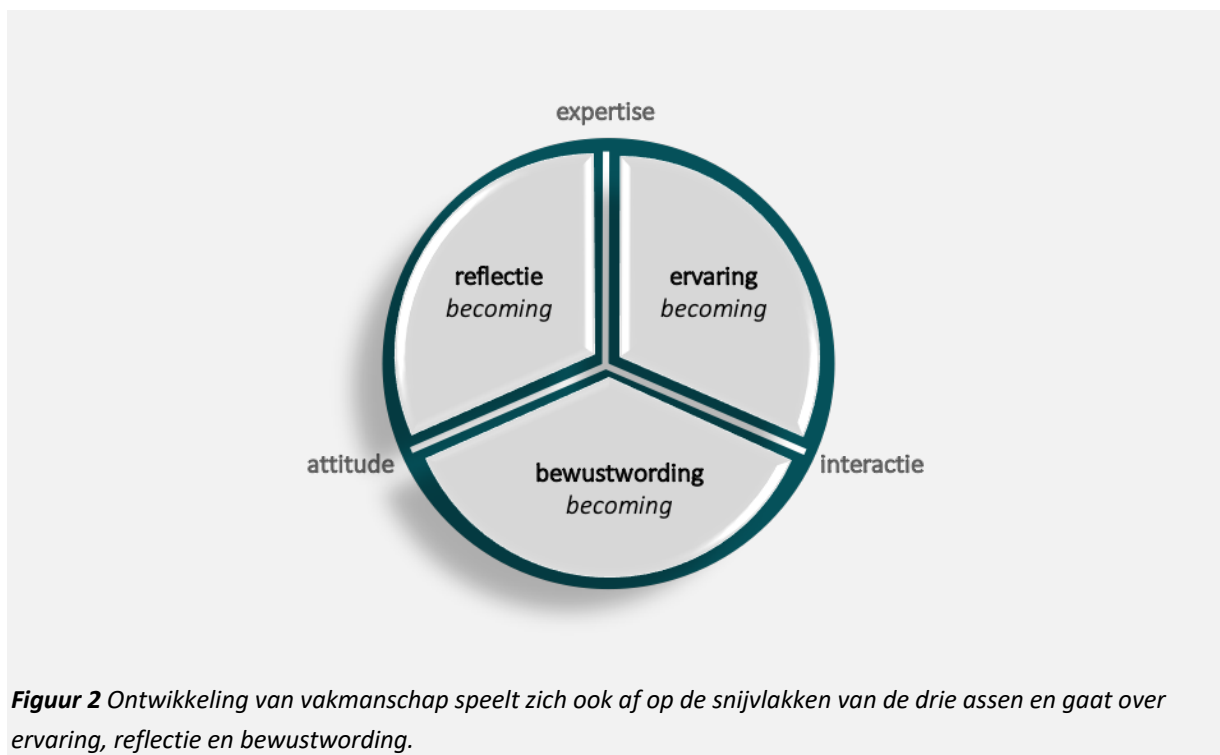 expertise
reflectie
becoming
ervaring
becoming
attitude
bewustwording
becoming
interactie
Figuur 2 Ontwikkeling van vakmanschap speelt zich ook af op de snijvlakken van de drie assen en gaat over
ervaring, reflectie en bewustwording.